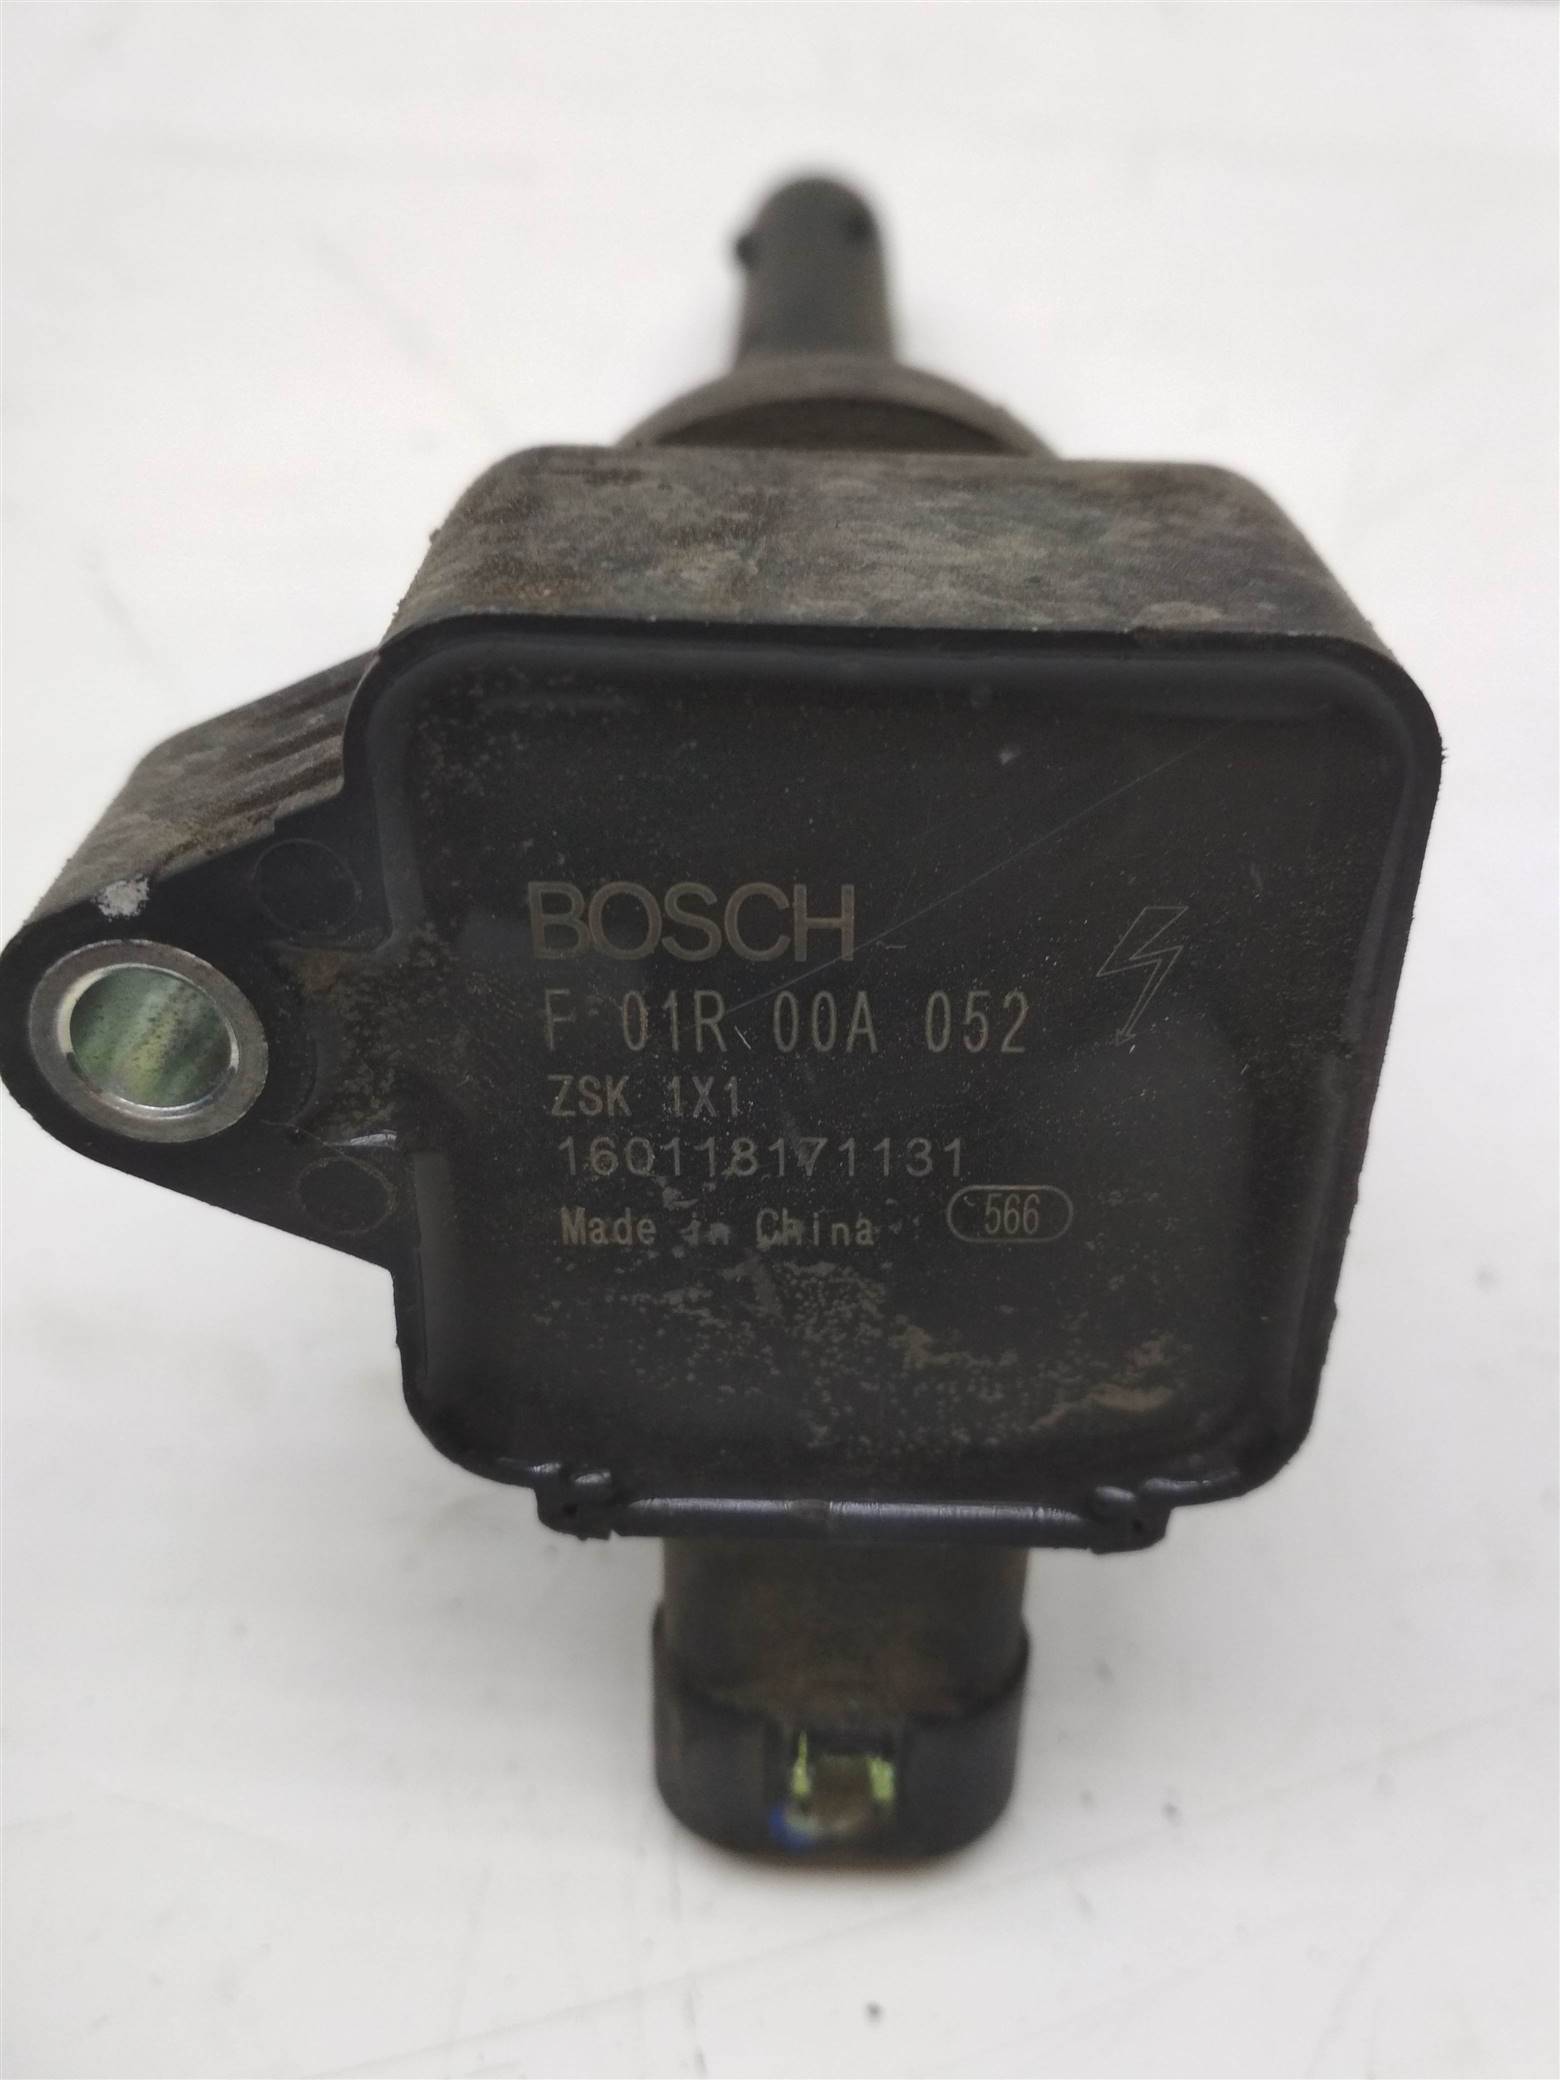 BOSCH
F 01R 00A 052
ZSK 1X1
160118171131
Made in China 566